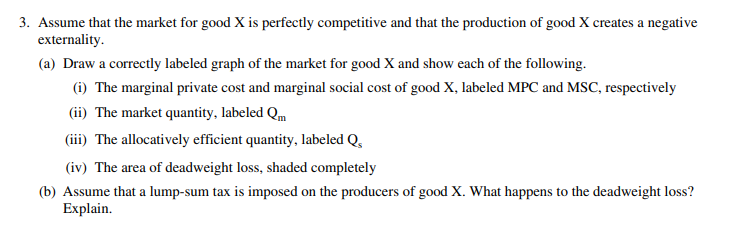 3. Assume that the market for good X is perfectly competitive and that the production of good X creates a negative
externality.
(a) Draw a correctly labeled graph of the market for good X and show each of the following.
(i) The marginal private cost and marginal social cost of good X, labeled MPC and MSC, respectively
(ii) The market quantity, labeled Qm
(iii) The allocatively efficient quantity, labeled Qs
(iv) The area of deadweight loss, shaded completely
(b) Assume that a lump-sum tax is imposed on the producers of good X. What happens to the deadweight loss?
Explain.